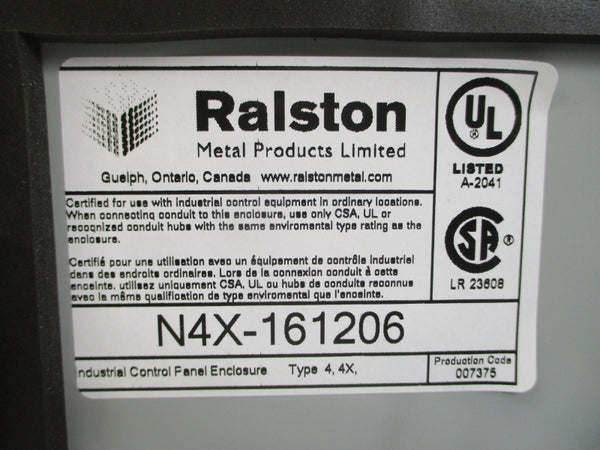 Ralston
Metal Products Limited
Guelph, Ontario, Canada www.ralstonmetal.com
UL
LISTED
A-2041
Certified for use with industrial control equipment in ordinary locations.
When connecting conduit to this enclosure, use only CSA, UL or
recognized conduit hubs with the same enviromental type rating as the
enclosure.
Certifié pour une utilisation avec un équipement de contrôle industriel
dans des endroits ordinaires. Lors de la connexion conduit à cette
enceinte, utilisez uniquement CSA, UL ou hubs de conduits reconnus
avec la même qualification de type enviromental que l'enceinte.
CSA ®
LR 23608
N4X-161206
ndustrial Control Panel Enclosure Type 4, 4X,
Production Code
007375